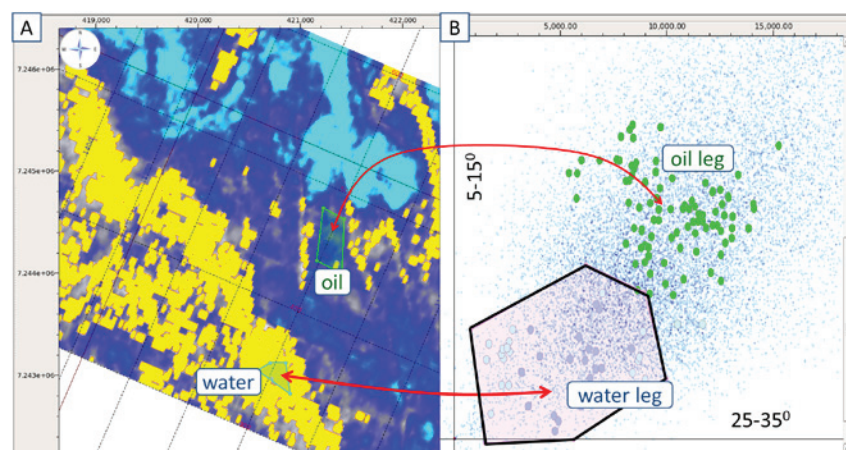 A
419,000 420,000 421,000 422,000
7.246e+06
7.245e+06
7.244e+06
7.243e+06
oil
water
B
5,000.00 10,000.00 15,000.00
oil leg
5-15⁰
water leg
25-35⁰